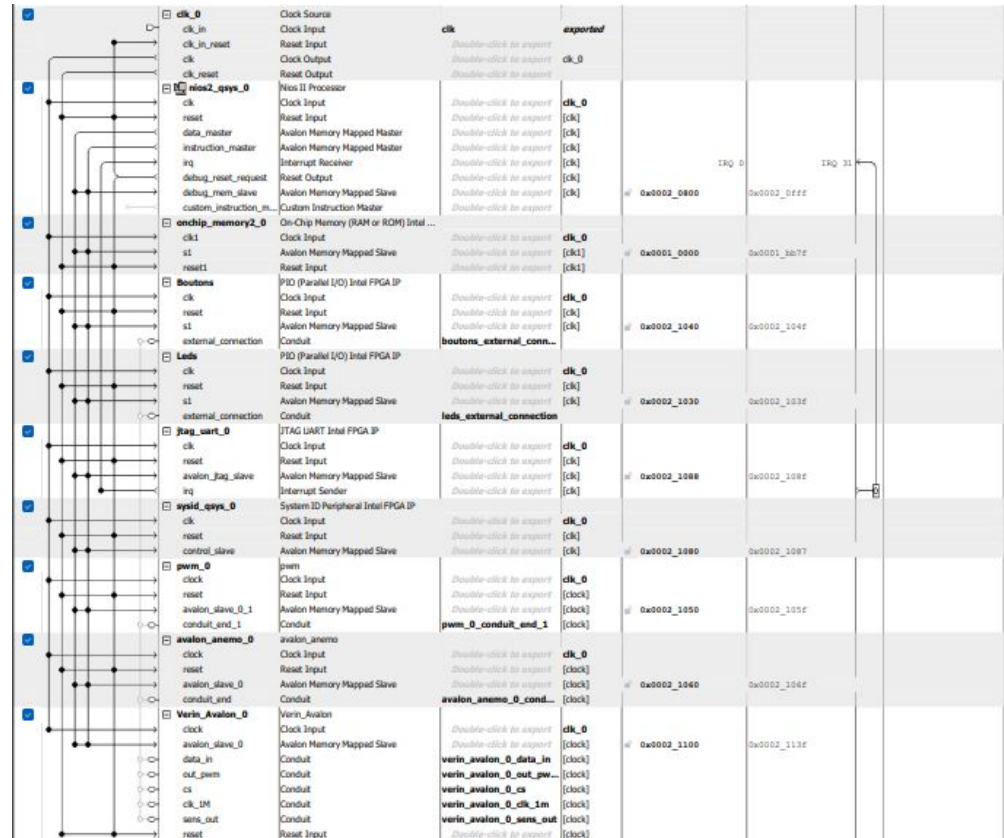 clk_0 Clock Source
clk_in Clock Input clk exported
clk_in_reset Reset Input Double-click to export
clk Clock Output Double-click to export clk_0
clk_reset Reset Output Double-click to export
nios2_qsys_0 Nios II Processor
clk Clock Input Double-click to export clk_0
reset Reset Input Double-click to export [clk]
data_master Avalon Memory Mapped Master Double-click to export [clk]
instruction_master Avalon Memory Mapped Master Double-click to export [clk]
irq Interrupt Receiver Double-click to export [clk] IRQ 0 IRQ 31
debug_reset_request Reset Output Double-click to export [clk]
debug_mem_slave Avalon Memory Mapped Slave Double-click to export [clk] 0x0002_0800 0x0002_0fff
custom_instruction_m... Custom Instruction Master Double-click to export
onchip_memory2_0 On-Chip Memory (RAM or ROM) Intel ...
clk1 Clock Input Double-click to export clk_0
s1 Avalon Memory Mapped Slave Double-click to export [clk1] 0x0001_0000 0x0001_bb7f
reset1 Reset Input Double-click to export [clk1]
Boutons PIO (Parallel I/O) Intel FPGA IP
clk Clock Input Double-click to export clk_0
reset Reset Input Double-click to export [clk]
s1 Avalon Memory Mapped Slave Double-click to export [clk] 0x0002_1040 0x0002_104f
external_connection Conduit boutons_external_conn...
Leds PIO (Parallel I/O) Intel FPGA IP
clk Clock Input Double-click to export clk_0
reset Reset Input Double-click to export [clk]
s1 Avalon Memory Mapped Slave Double-click to export [clk] 0x0002_1030 0x0002_103f
external_connection Conduit leds_external_connection
jtag_uart_0 JTAG UART Intel FPGA IP
clk Clock Input Double-click to export clk_0
reset Reset Input Double-click to export [clk]
avalon_jtag_slave Avalon Memory Mapped Slave Double-click to export [clk] 0x0002_1088 0x0002_108f
irq Interrupt Sender Double-click to export [clk]
sysid_qsys_0 System ID Peripheral Intel FPGA IP
clk Clock Input Double-click to export clk_0
reset Reset Input Double-click to export [clk]
control_slave Avalon Memory Mapped Slave Double-click to export [clk] 0x0002_1080 0x0002_1087
pwm_0 pwm
clock Clock Input Double-click to export clk_0
reset Reset Input Double-click to export [clock]
avalon_slave_0_1 Avalon Memory Mapped Slave Double-click to export [clock] 0x0002_1050 0x0002_105f
conduit_end_1 Conduit pwm_0_conduit_end_1 [clock]
avalon_anemo_0 avalon_anemo
clock Clock Input Double-click to export clk_0
reset Reset Input Double-click to export [clock]
avalon_slave_0 Avalon Memory Mapped Slave Double-click to export [clock] 0x0002_1060 0x0002_106f
conduit_end Conduit avalon_anemo_0_cond... [clock]
Verin_Avalon_0 Verin_Avalon
clock Clock Input Double-click to export clk_0
avalon_slave_0 Avalon Memory Mapped Slave Double-click to export [clock] 0x0002_1100 0x0002_113f
data_in Conduit verin_avalon_0_data_in [clock]
out_pwm Conduit verin_avalon_0_out_pw... [clock]
cs Conduit verin_avalon_0_cs [clock]
clk_1M Conduit verin_avalon_0_clk_1m [clock]
sens_out Conduit verin_avalon_0_sens_out [clock]
reset Reset Input Double-click to export [clock]